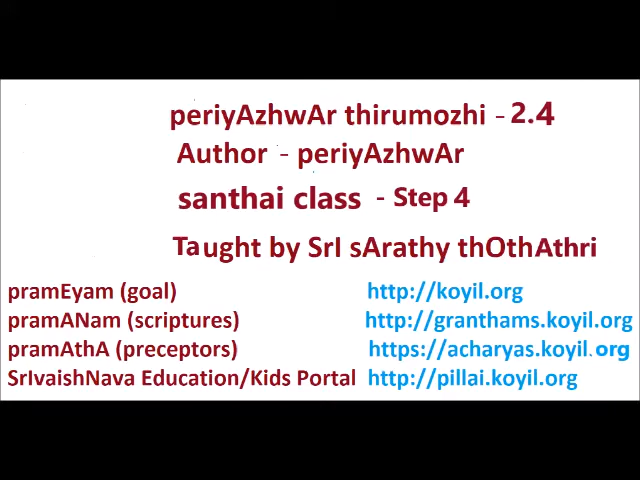 periyAzhwAr thirumozhi - 2.4
Author - periyAzhwAr
santhai class - Step 4
Taught by SrI sArathy thOthAthri
pramEyam (goal) http://koyil.org
pramANam (scriptures) http://granthams.koyil.org
pramAthA (preceptors) https://acharyas.koyil.org
SrIvaishNava Education/Kids Portal http://pillai.koyil.org